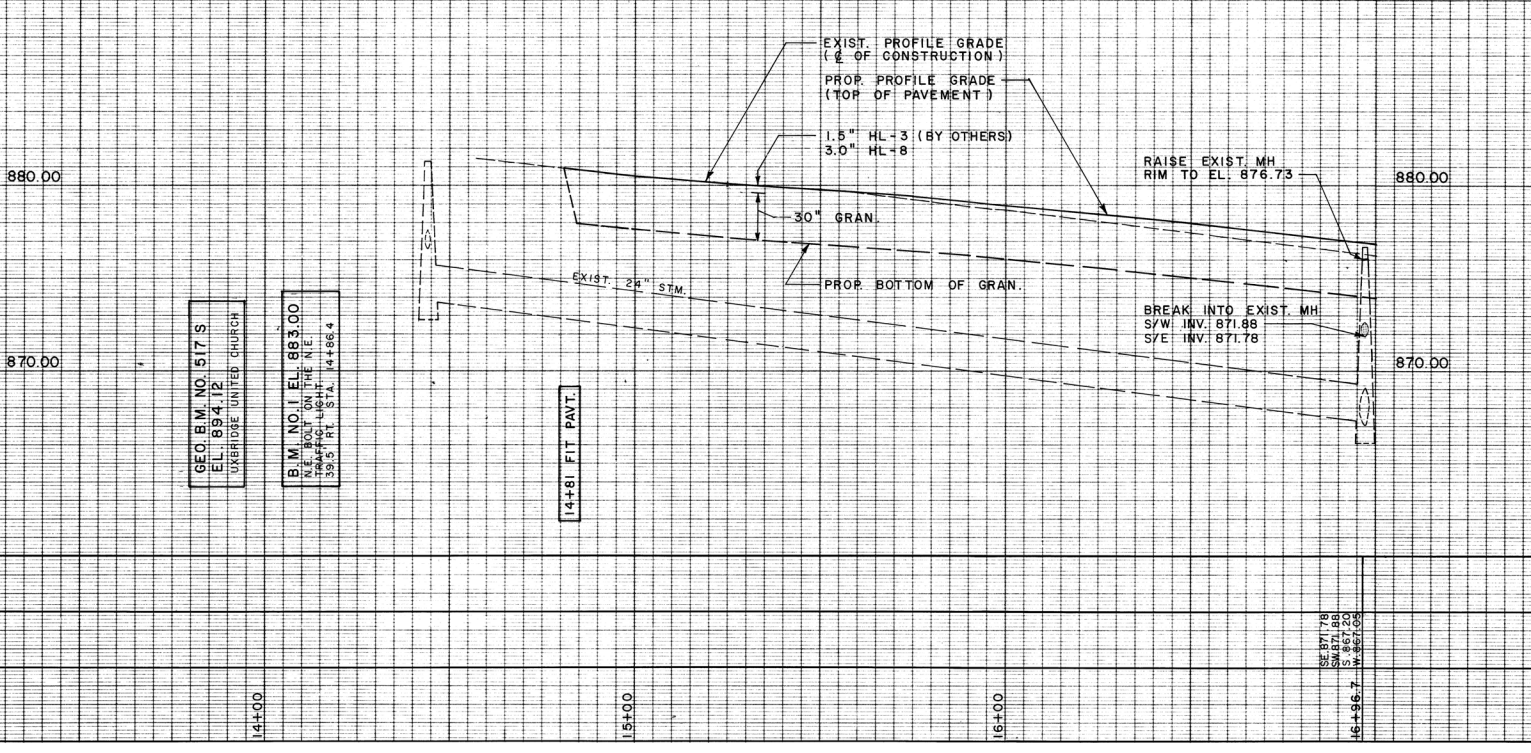 EXIST. PROFILE GRADE
(℄ OF CONSTRUCTION)
PROP. PROFILE GRADE
(TOP OF PAVEMENT)
1.5" HL-3 (BY OTHERS)
3.0" HL-8
RAISE EXIST. MH
RIM TO EL. 876.73
880.00
880.00
30" GRAN.
EXIST. 24" STM.
PROP. BOTTOM OF GRAN.
BREAK INTO EXIST. MH
S/W INV. 871.88
S/E INV. 871.78
870.00
870.00
GEO. B.M. NO. 517 S
EL. 894.12
UXBRIDGE UNITED CHURCH
B.M. NO. 1 EL. 883.00
N.E. BOLT ON THE N.E.
TRAFFIC LIGHT.
39.5' RT. STA. 14+86.4
14+81 FIT PAVT.
SE.871.78
SW.871.88
S.867.20
W.867.05
14+00
15+00
16+00
16+96.7